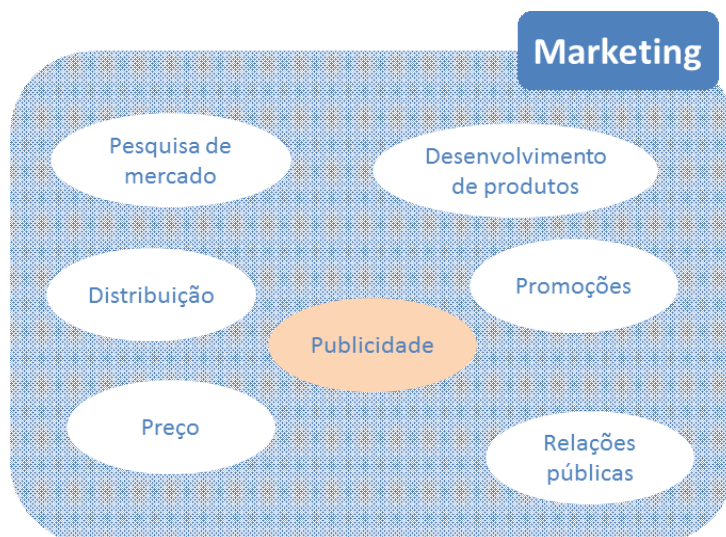 Marketing
Pesquisa de
mercado
Desenvolvimento
de produtos
Distribuição
Promoções
Publicidade
Preço
Relações
públicas